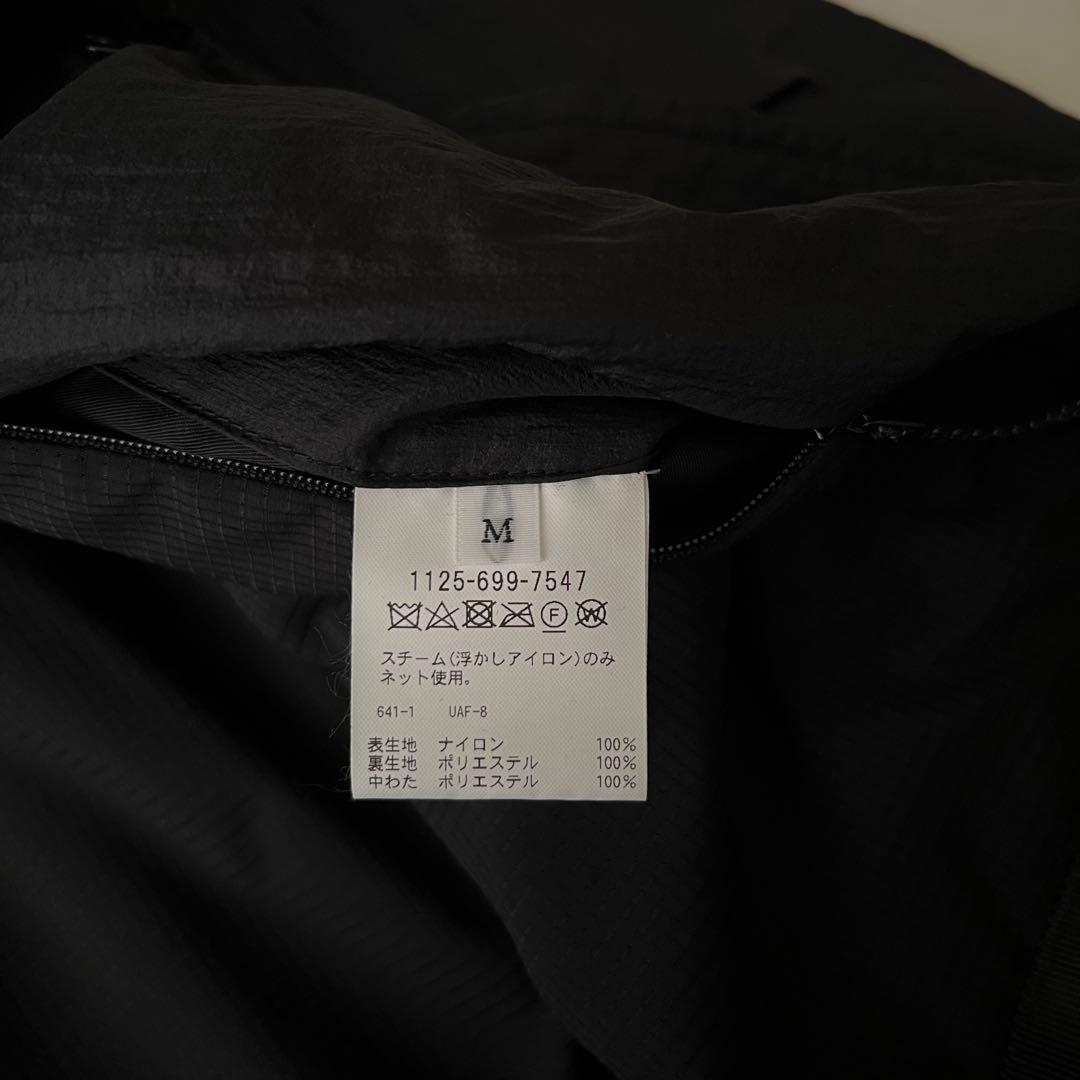 M
1125-699-7547
F W
スチーム(浮かしアイロン)のみ
ネット使用。
641-1 UAF-8
表生地 ナイロン 100%
裏生地 ポリエステル 100%
中わた ポリエステル 100%